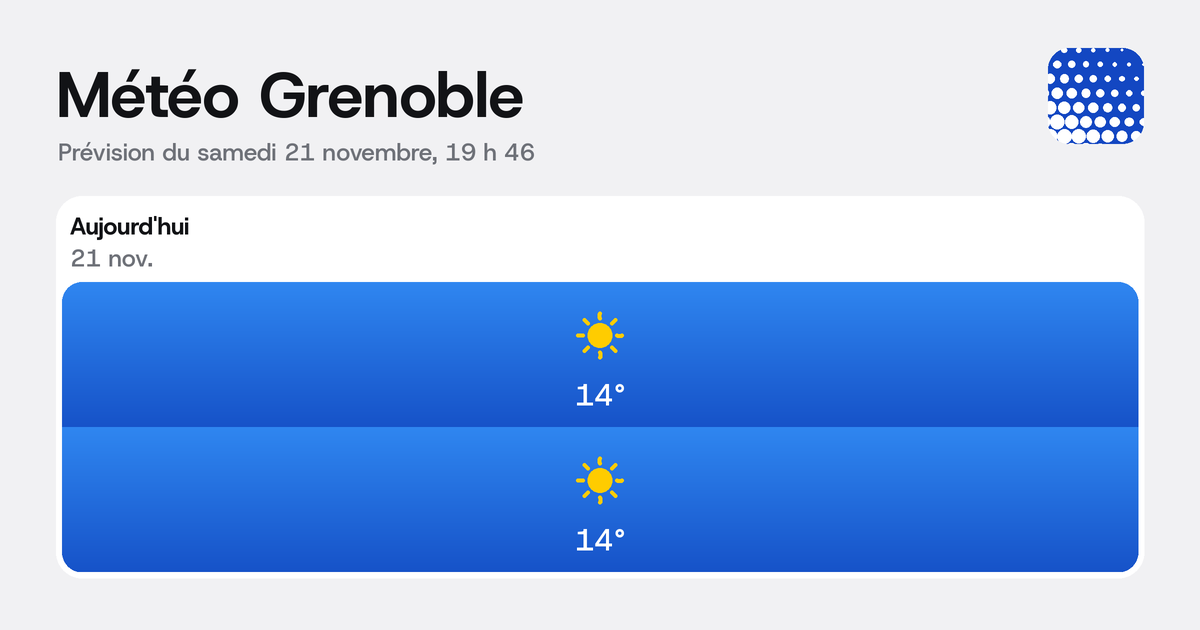 Météo Grenoble
Prévision du samedi 21 novembre, 19 h 46
Aujourd'hui
21 nov.
14°
14°